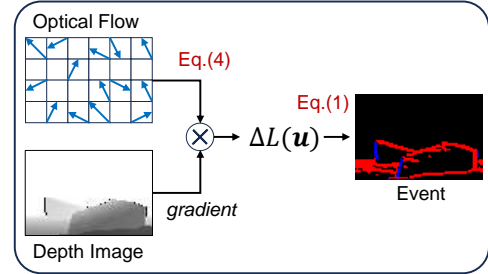 Optical Flow
Eq.(4)
Eq.(1)
ΔL(𝒖)
gradient
Event
Depth Image